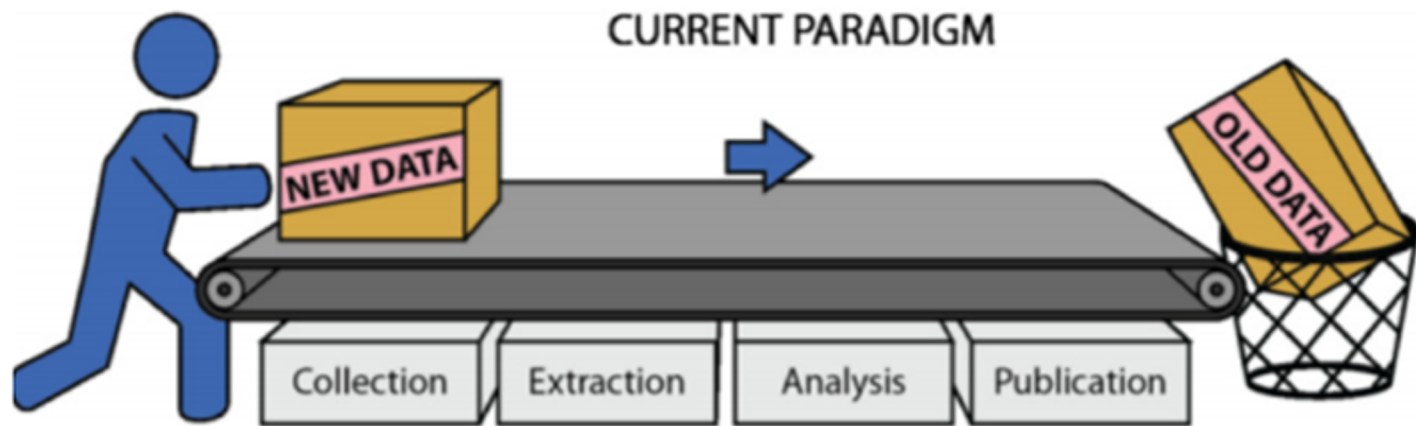 CURRENT PARADIGM
NEW DATA
OLD DATA
Collection
Extraction
Analysis
Publication